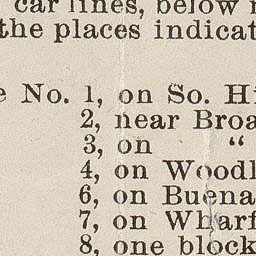 car lines, below
the places indicat
No. 1, on So. Hi
2, near Broa
3, on "
4, on Woodl
6, on Buena
7, on Wharf
8, one block